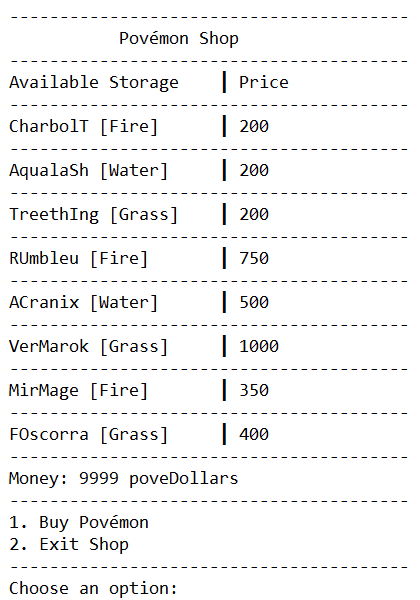 ----------------------------------------
Povémon Shop
----------------------------------------
Available Storage    ┃ Price
----------------------------------------
CharbolT [Fire]      ┃ 200
----------------------------------------
AqualaSh [Water]     ┃ 200
----------------------------------------
TreethIng [Grass]    ┃ 200
----------------------------------------
RUmbleu [Fire]       ┃ 750
----------------------------------------
ACranix [Water]      ┃ 500
----------------------------------------
VerMarok [Grass]     ┃ 1000
----------------------------------------
MirMage [Fire]       ┃ 350
----------------------------------------
FOscorra [Grass]     ┃ 400
----------------------------------------
Money: 9999 poveDollars
----------------------------------------
1. Buy Povémon
2. Exit Shop
----------------------------------------
Choose an option: